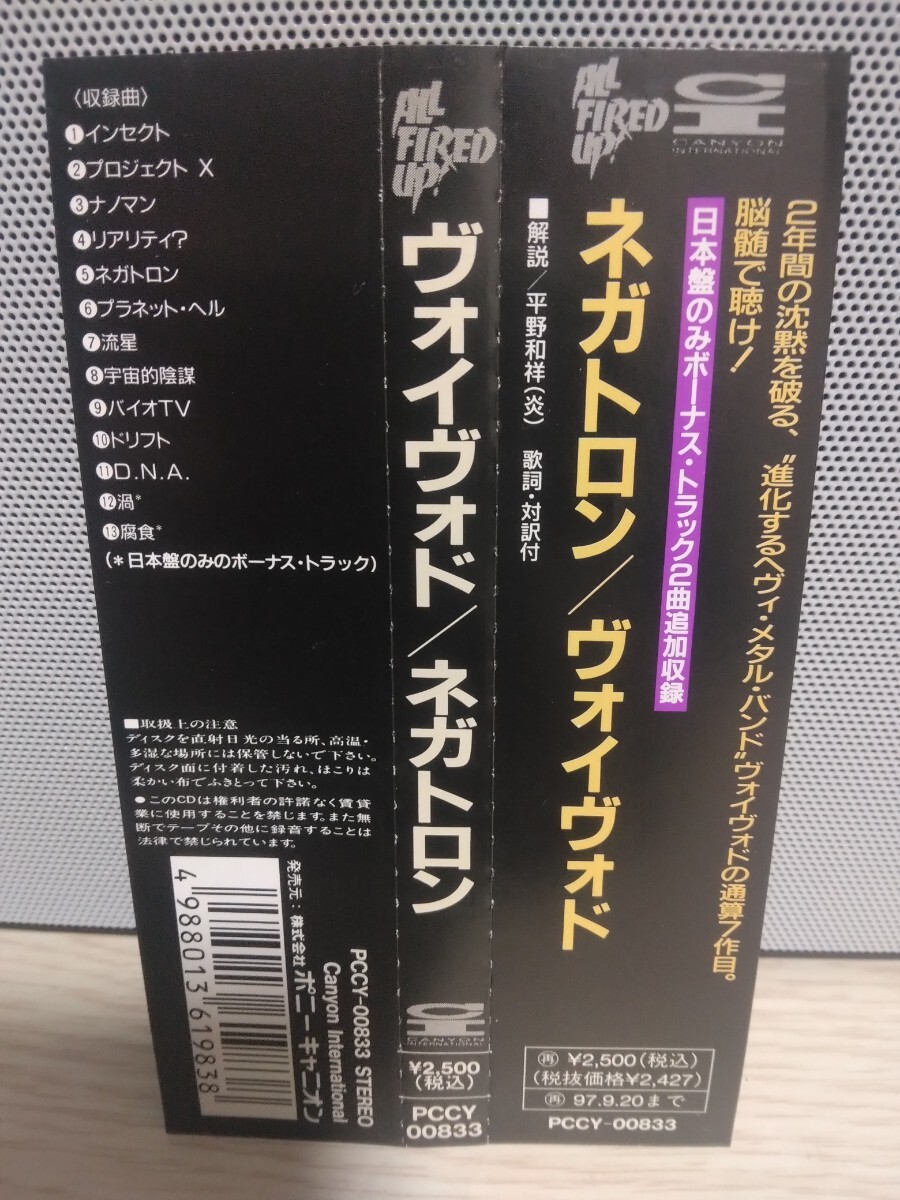 〈収録曲〉
❶インセクト
❷プロジェクト X
❸ナノマン
❹リアリティ?
❺ネガトロン
❻プラネット・ヘル
❼流星
❽宇宙的陰謀
❾バイオTV
❿ドリフト
⓫D.N.A.
⓬渦*
⓭腐食*
(*日本盤のみのボーナス・トラック)
■取扱上の注意
ディスクを直射日光の当る所、高温・
多湿な場所には保管しないで下さい。
ディスク面に付着した汚れ、ほこりは
柔かい布でふきとって下さい。
●このCDは権利者の許諾なく賃貸
業に使用することを禁じます。また無
断でテープその他に録音することは
法律で禁じられています。
PCCY-00833 STEREO
Canyon International
発売元:株式会社ポニーキャニオン
4 988013 619838
ALL
FIRED
UP!
ヴォイヴォド/ネガトロン
CANYON
INTERNATIONAL
¥2,500
(税込)
PCCY
00833
ALL
FIRED
UP!
CANYON
INTERNATIONAL
2年間の沈黙を破る、“進化するヘヴィ・メタル・バンド”ヴォイヴォドの通算7作目。
脳髄で聴け!
日本盤のみボーナス・トラック2曲追加収録
ネガトロン/ヴォイヴォド
■解説/平野和祥(炎) 歌詞・対訳付
再 ¥2,500(税込)
(税抜価格¥2,427)
再 97.9.20まで
PCCY-00833